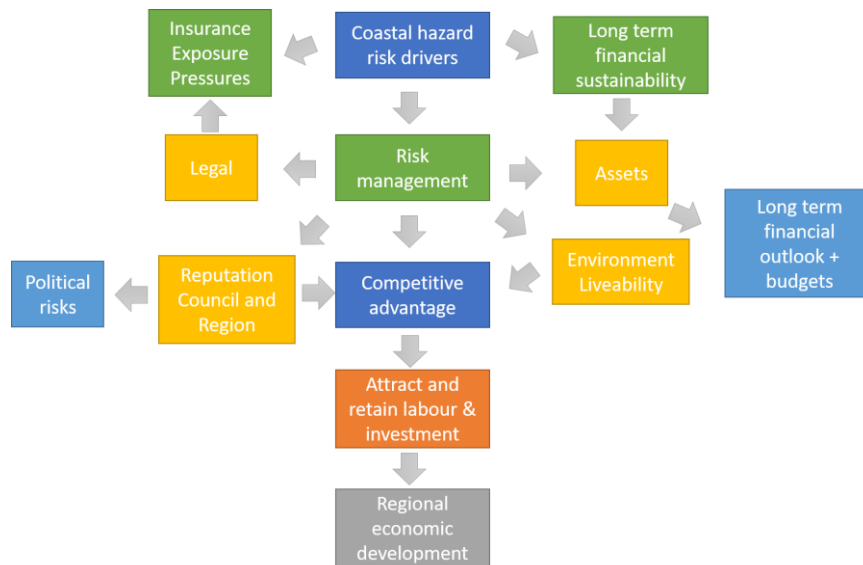 Insurance
Exposure
Pressures
Coastal hazard
risk drivers
Long term
financial
sustainability
Legal
Risk
management
Assets
Long term
financial
outlook +
budgets
Political
risks
Reputation
Council and
Region
Competitive
advantage
Environment
Liveability
Attract and
retain labour &
investment
Regional
economic
development